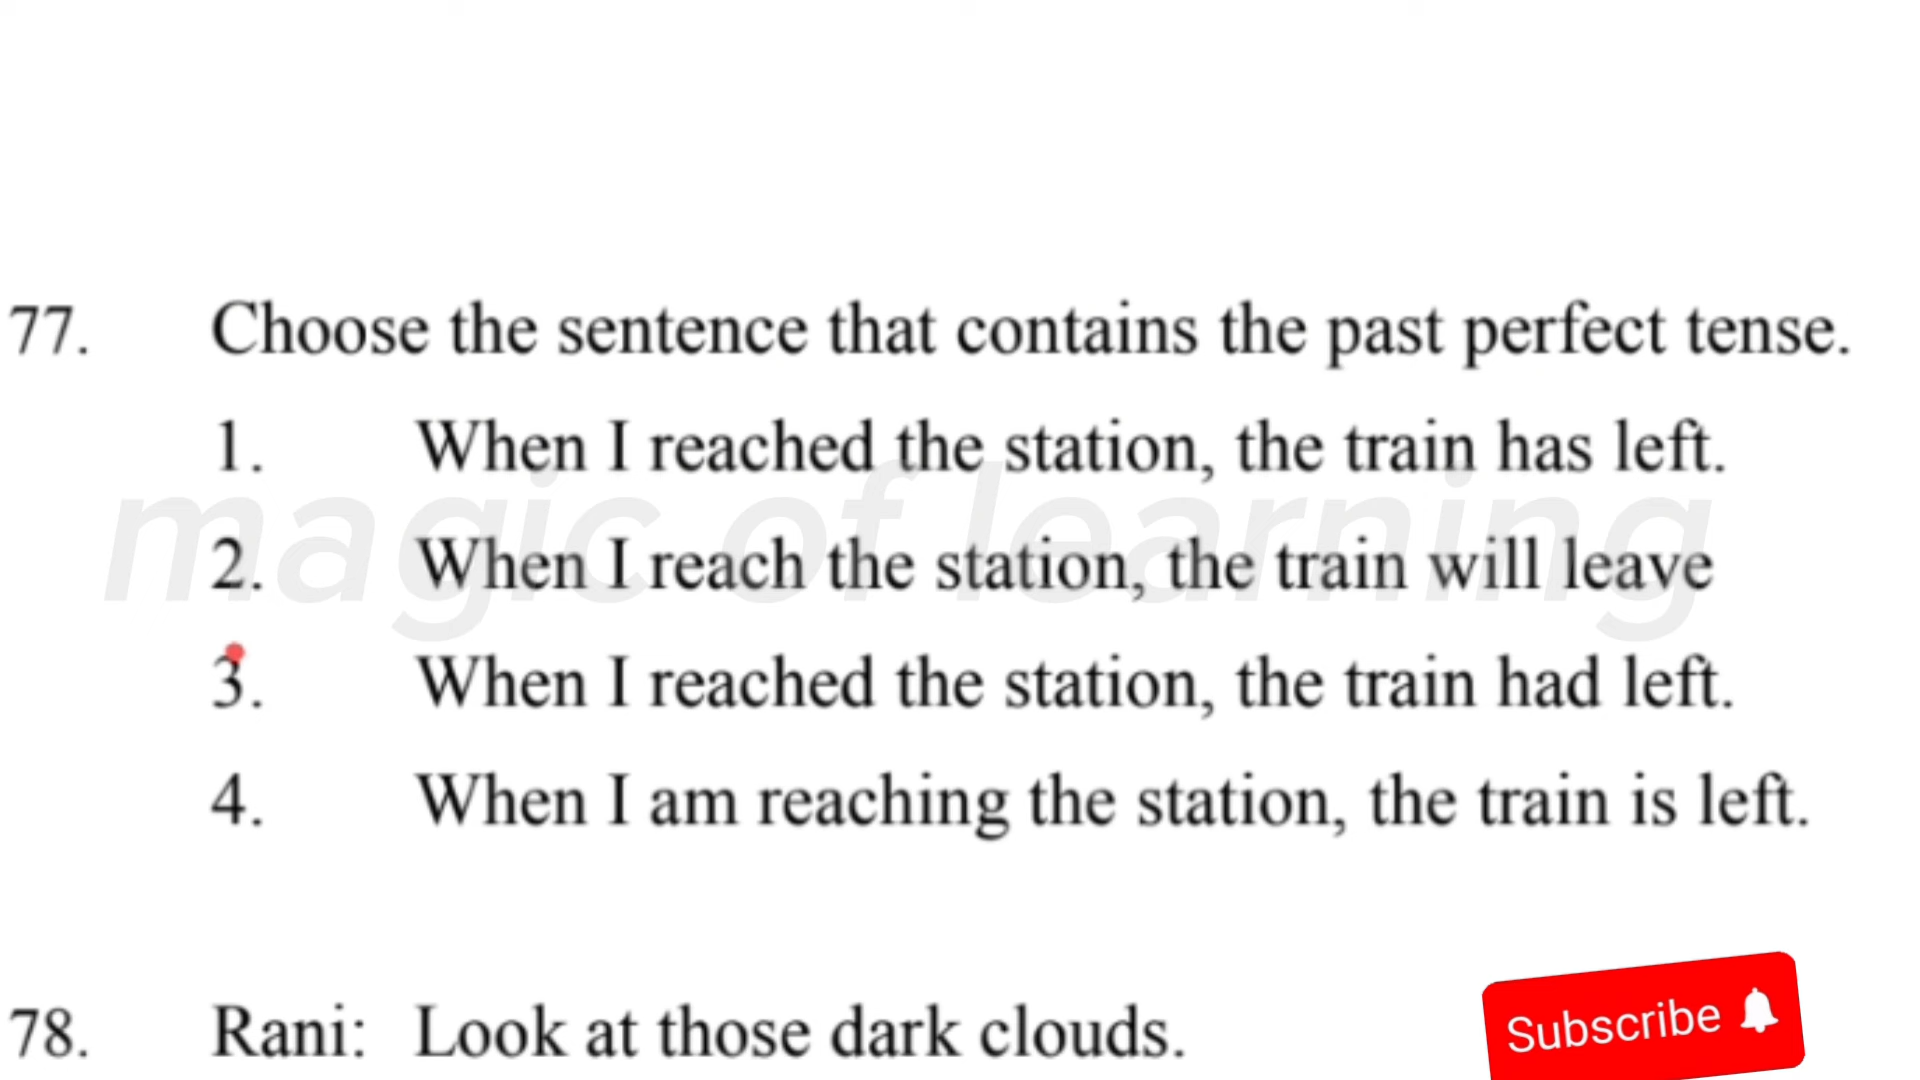 77. Choose the sentence that contains the past perfect tense.
1. When I reached the station, the train has left.
magic of learning
2. When I reach the station, the train will leave
3. When I reached the station, the train had left.
4. When I am reaching the station, the train is left.
78. Rani: Look at those dark clouds.
Subscribe